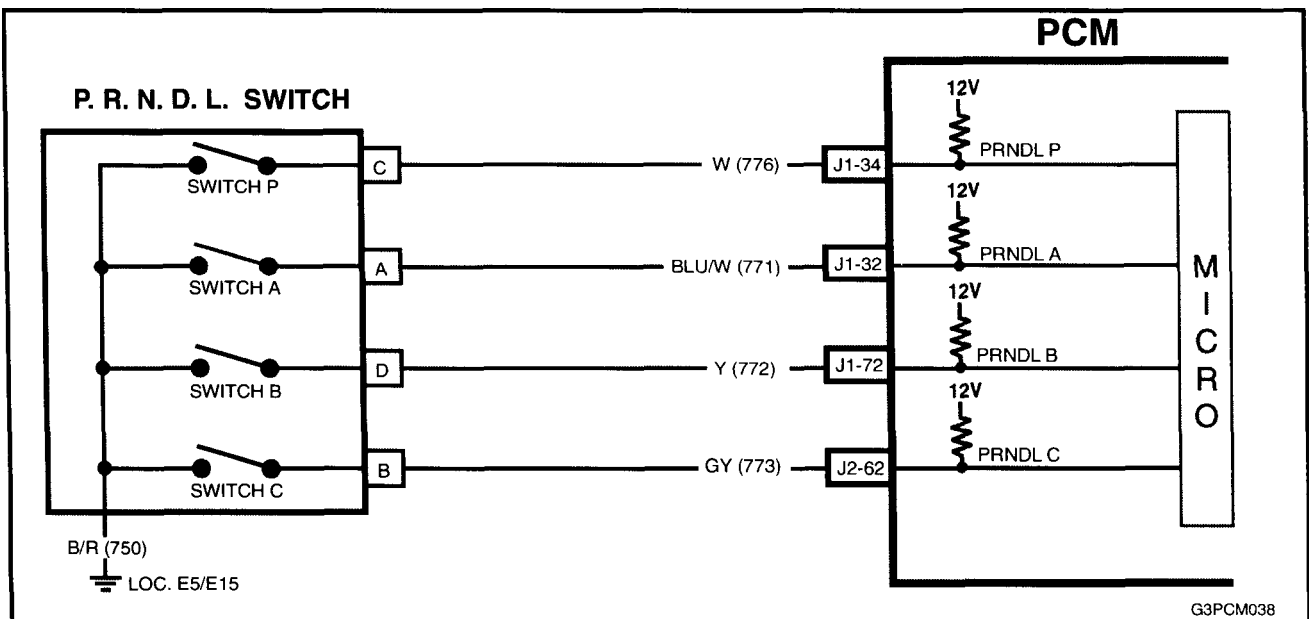 PCM
P. R. N. D. L. SWITCH
12V
SWITCH P
C
W (776)
J1-34
PRNDL P
12V
SWITCH A
A
BLU/W (771)
J1-32
PRNDL A
12V
SWITCH B
D
Y (772)
J1-72
PRNDL B
12V
SWITCH C
B
GY (773)
J2-62
PRNDL C
MICRO
B/R (750)
LOC. E5/E15
G3PCM038